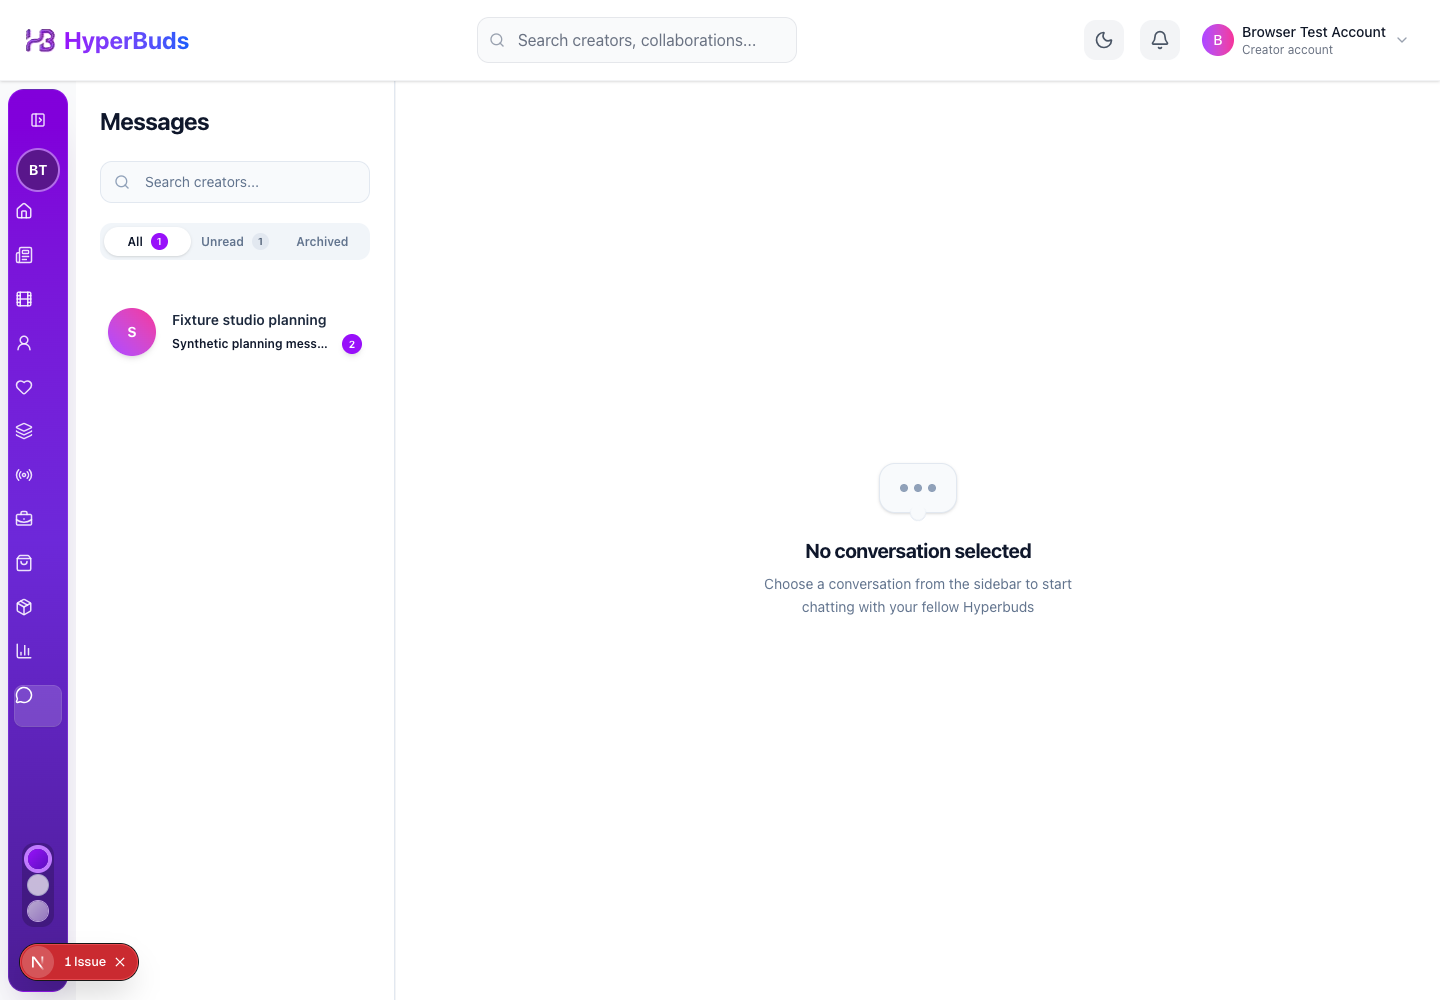 HyperBuds
Search creators, collaborations...
B
Browser Test Account
Creator account
BT
Messages
Search creators...
All 1 Unread 1 Archived
S
Fixture studio planning
Synthetic planning mess... 2
No conversation selected
Choose a conversation from the sidebar to start
chatting with your fellow Hyperbuds
N 1 Issue